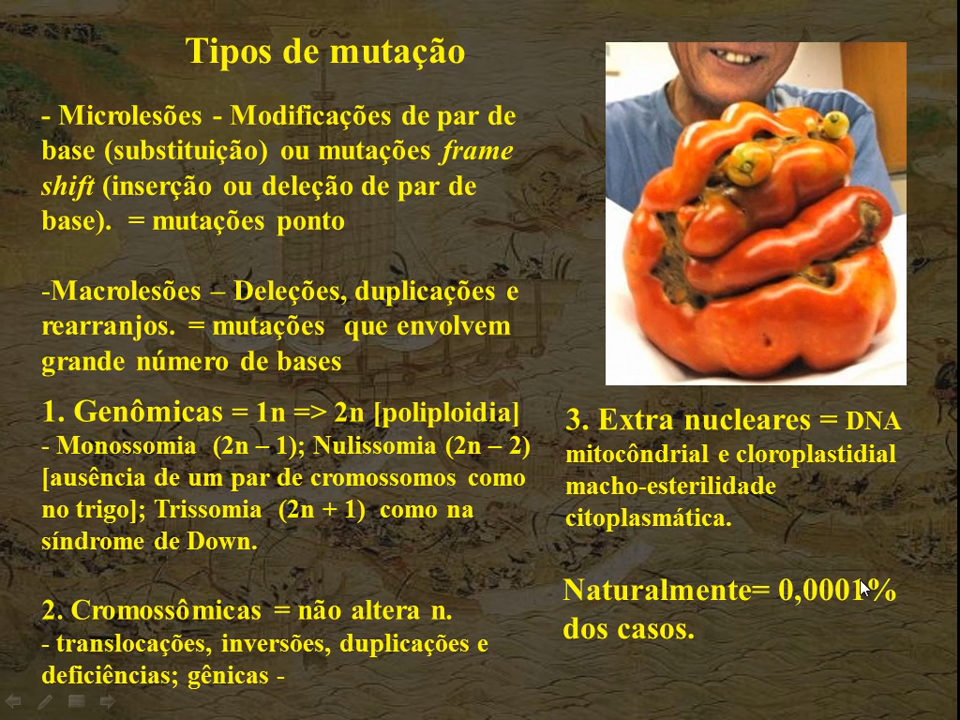 Tipos de mutação
- Microlesões - Modificações de par de
base (substituição) ou mutações frame
shift (inserção ou deleção de par de
base). = mutações ponto
-Macrolesões – Deleções, duplicações e
rearranjos. = mutações que envolvem
grande número de bases
1. Genômicas = 1n => 2n [poliploidia]
- Monossomia (2n – 1); Nulissomia (2n – 2)
[ausência de um par de cromossomos como
no trigo]; Trissomia (2n + 1) como na
síndrome de Down.
2. Cromossômicas = não altera n.
- translocações, inversões, duplicações e
deficiências; gênicas -
3. Extra nucleares = DNA
mitocôndrial e cloroplastidial
macho-esterilidade
citoplasmática.
Naturalmente= 0,0001%
dos casos.